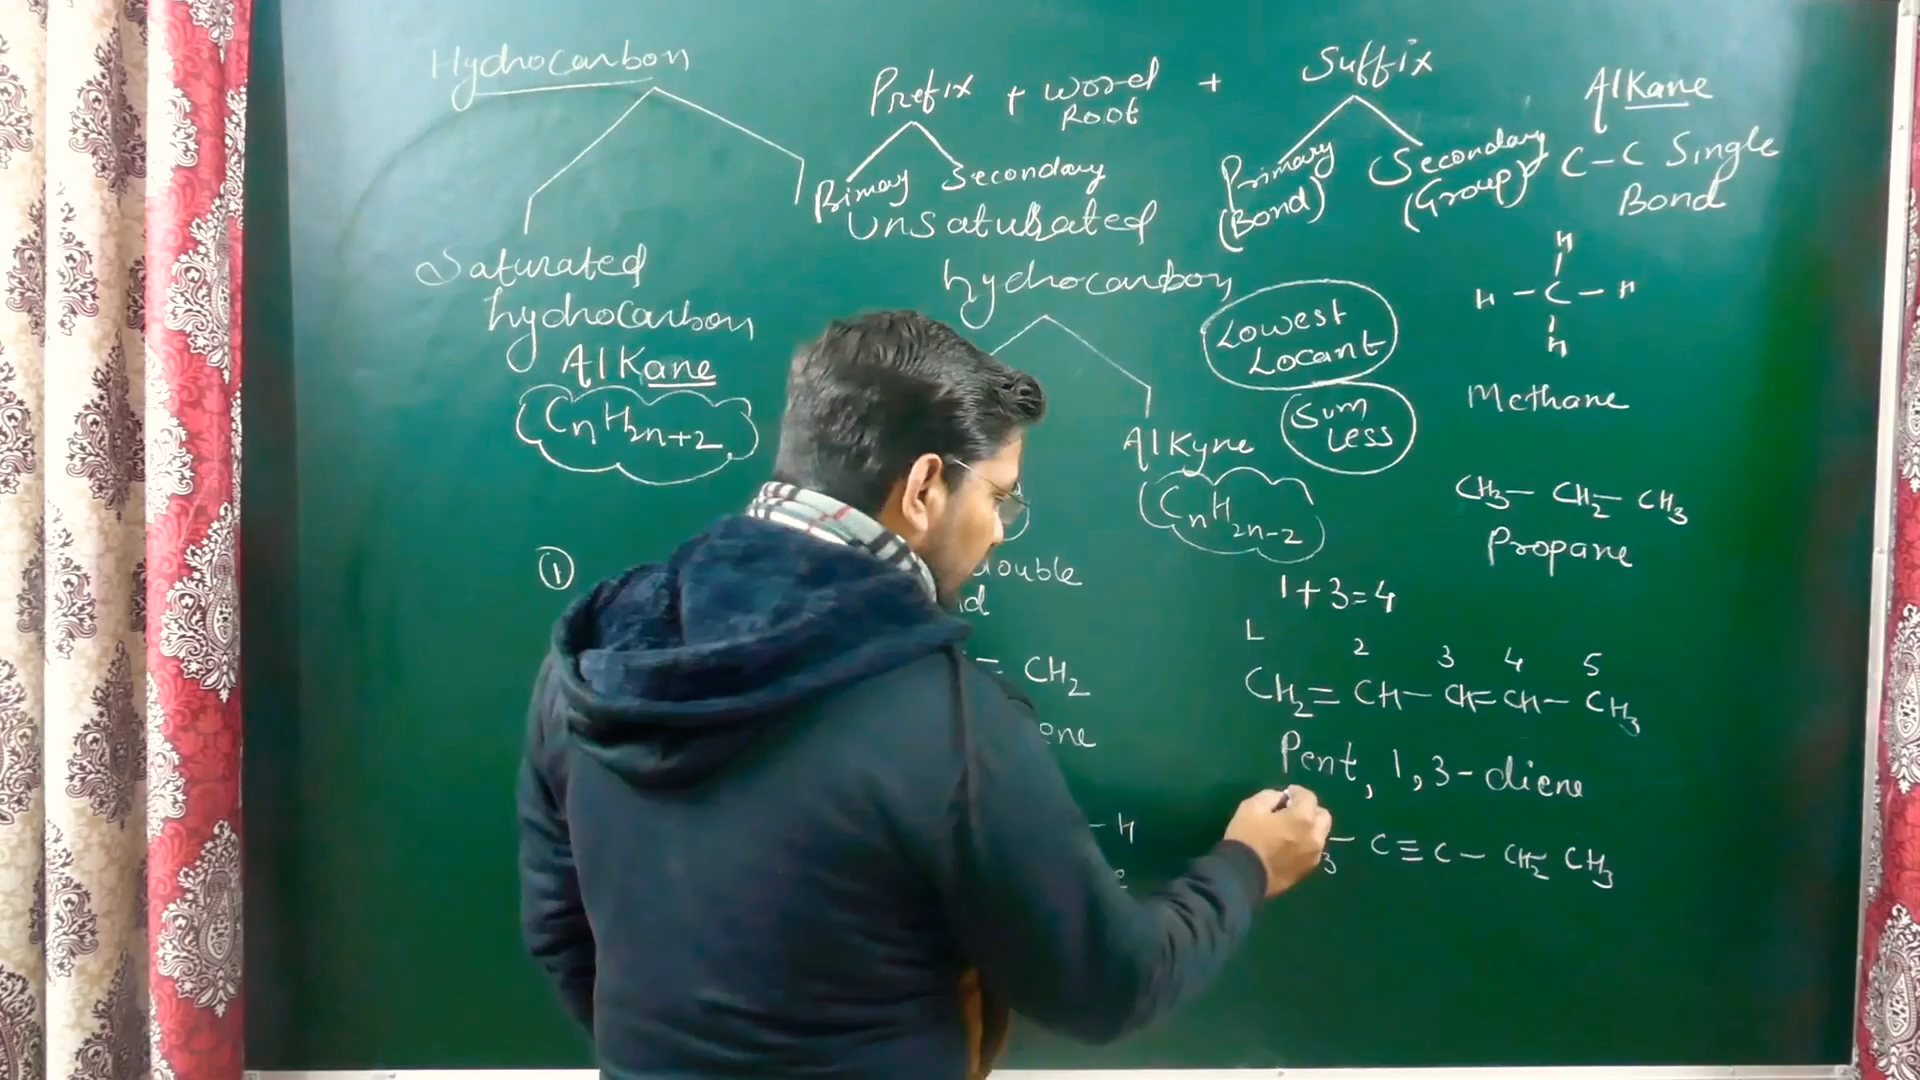 Hydrocarbon
Prefix + word Root + Suffix
Primary Secondary
Primary (Bond) Secondary (Group)
Saturated hydrocarbon
Alkane
CnH2n+2
Unsaturated hydrocarbon
Alkyne
CnH2n-2
Lowest Locant
Sum less
Alkane
C-C Single Bond
H
H - C - H
H
Methane
CH3- CH2- CH3
Propane
1
double
= CH2
ene
- H
1+3=4
1 2 3 4 5
CH2= CH- CH=CH- CH3
Pent, 1,3-diene
3- C≡C- CH2- CH3